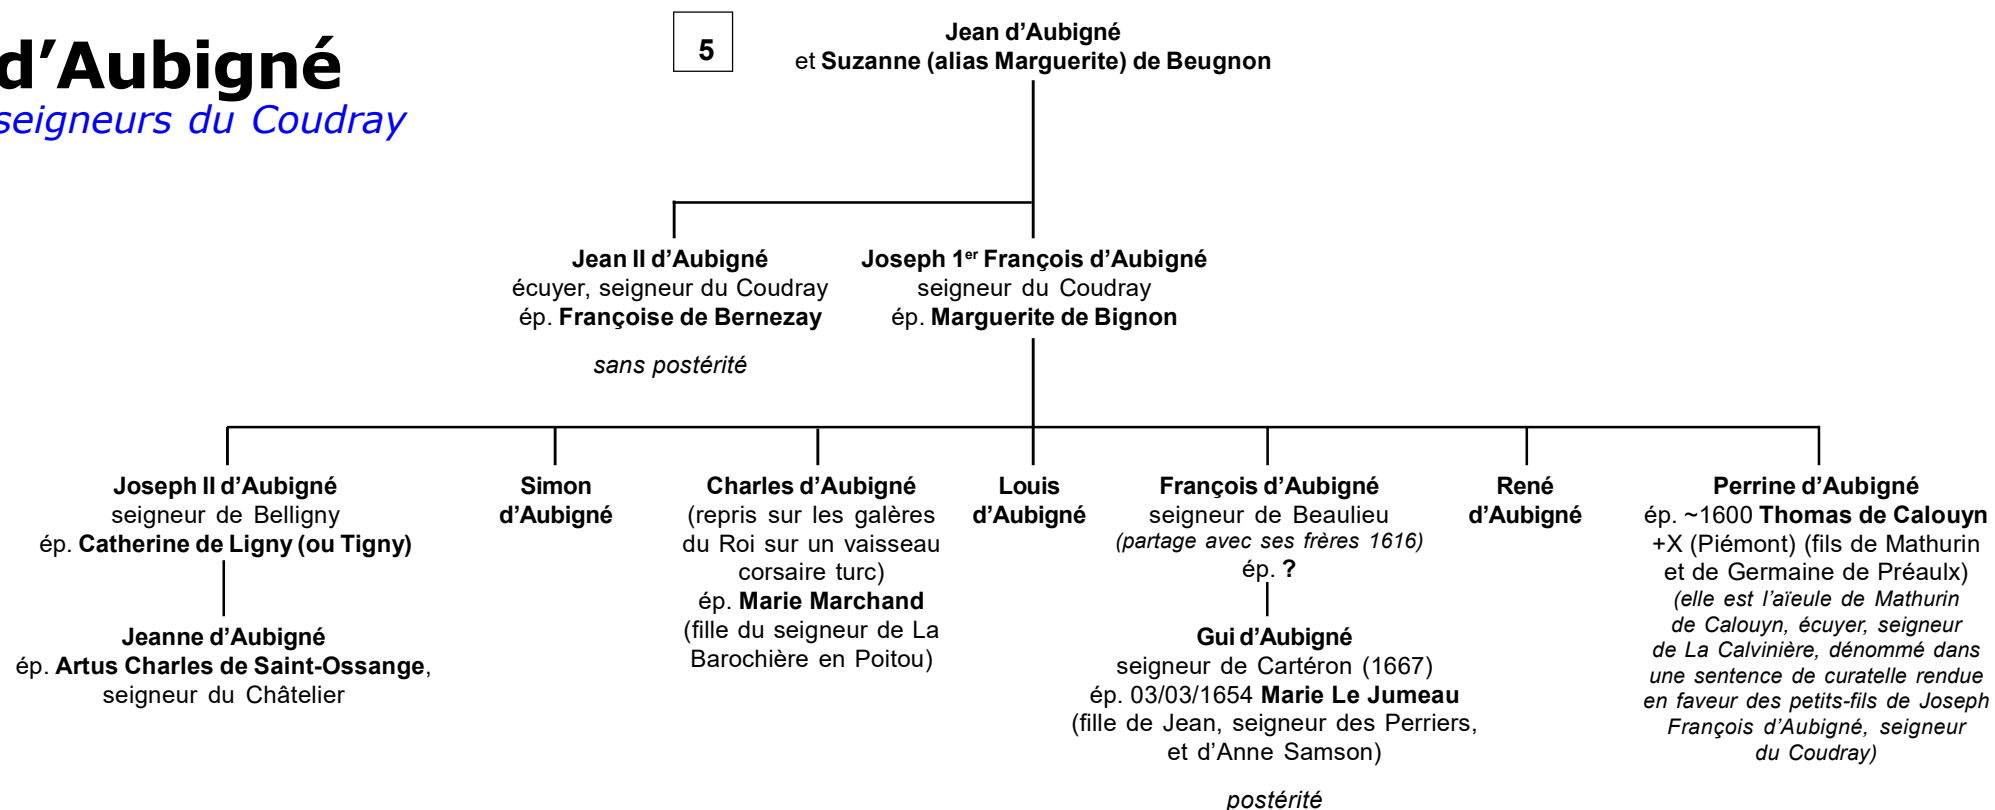 d’Aubigné
seigneurs du Coudray
5
Jean d’Aubigné
et Suzanne (alias Marguerite) de Beugnon
Jean II d’Aubigné
écuyer, seigneur du Coudray
ép. Françoise de Bernezay
sans postérité
Joseph 1er François d’Aubigné
seigneur du Coudray
ép. Marguerite de Bignon
Joseph II d’Aubigné
seigneur de Belligny
ép. Catherine de Ligny (ou Tigny)
Jeanne d’Aubigné
ép. Artus Charles de Saint-Ossange,
seigneur du Châtelier
Simon
d’Aubigné
Charles d’Aubigné
(repris sur les galères
du Roi sur un vaisseau
corsaire turc)
ép. Marie Marchand
(fille du seigneur de La
Barochière en Poitou)
Louis
d’Aubigné
François d’Aubigné
seigneur de Beaulieu
(partage avec ses frères 1616)
ép. ?
Gui d’Aubigné
seigneur de Cartéron (1667)
ép. 03/03/1654 Marie Le Jumeau
(fille de Jean, seigneur des Perriers,
et d’Anne Samson)
postérité
René
d’Aubigné
Perrine d’Aubigné
ép. ~1600 Thomas de Calouyn
+X (Piémont) (fils de Mathurin
et de Germaine de Préaulx)
(elle est l’aïeule de Mathurin
de Calouyn, écuyer, seigneur
de La Calvinière, dénommé dans
une sentence de curatelle rendue
en faveur des petits-fils de Joseph
François d’Aubigné, seigneur
du Coudray)